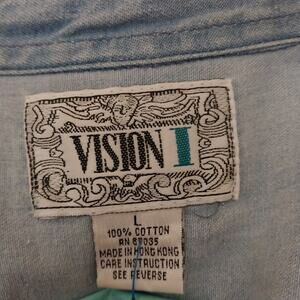 VISION I
L
100% COTTON
RN 67035
MADE IN HONG KONG
CARE INSTRUCTION
SEE REVERSE